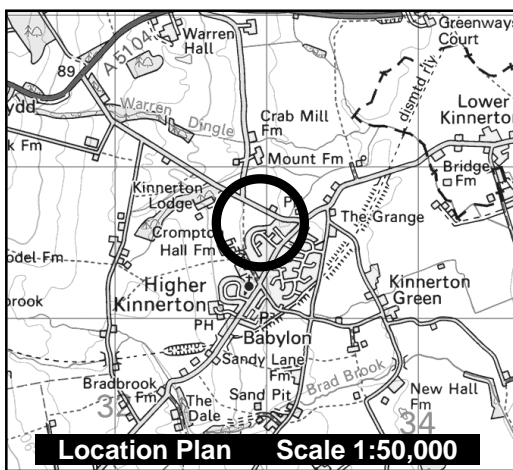 Greenways
Court
Warren
Hall
A5104
89
ydd
Warren
Dingle
dismtd rly
Crab Mill
Fm
Lower
Kinnerton
k Fm
Mount Fm
Bridge
Fm
Kinnerton
Lodge
The Grange
Crompton
Hall Fm
odel Fm
Kinnerton
Green
Higher
Kinnerton
brook
PH
P
Babylon
Sandy Lane
Fm
Bradbrook
Fm
Brad Brook
The
Dale
Sand Pit
New Hall
Fm
34
Location Plan Scale 1:50,000